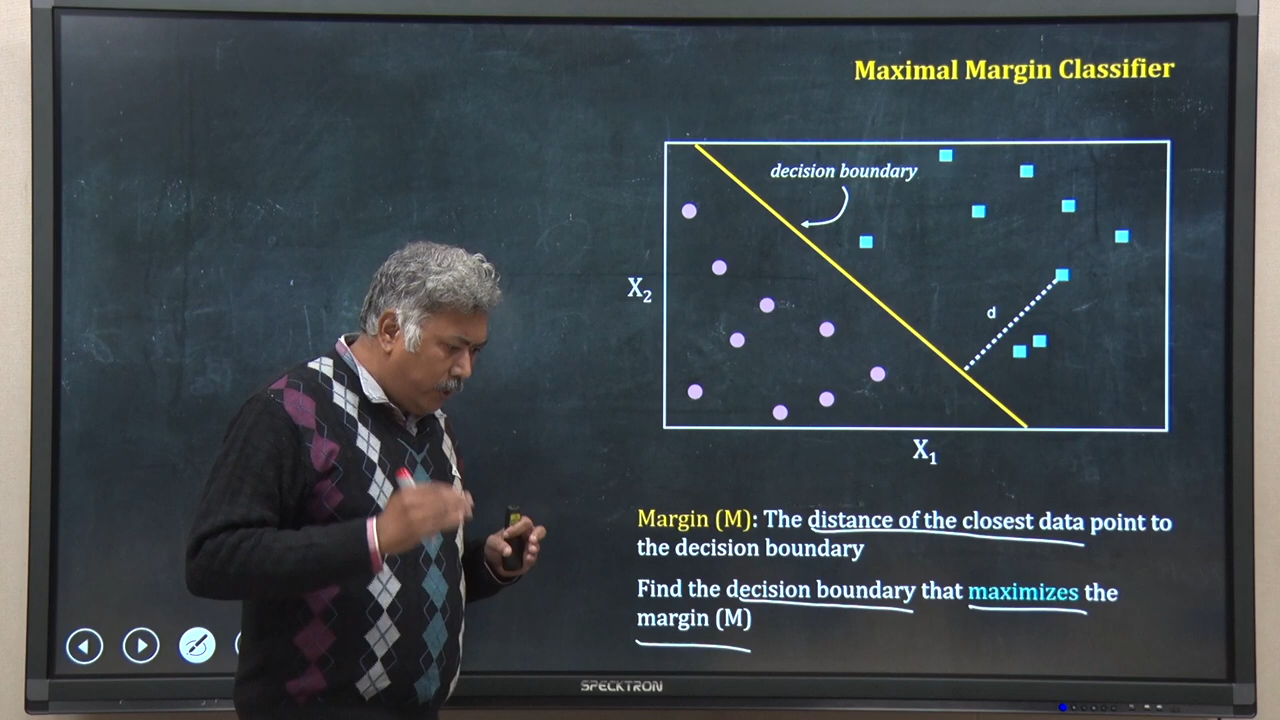 Maximal Margin Classifier
decision boundary
X₂
d
X₁
Margin (M): The distance of the closest data point to
the decision boundary
Find the decision boundary that maximizes the
margin (M)
SPECKTRON